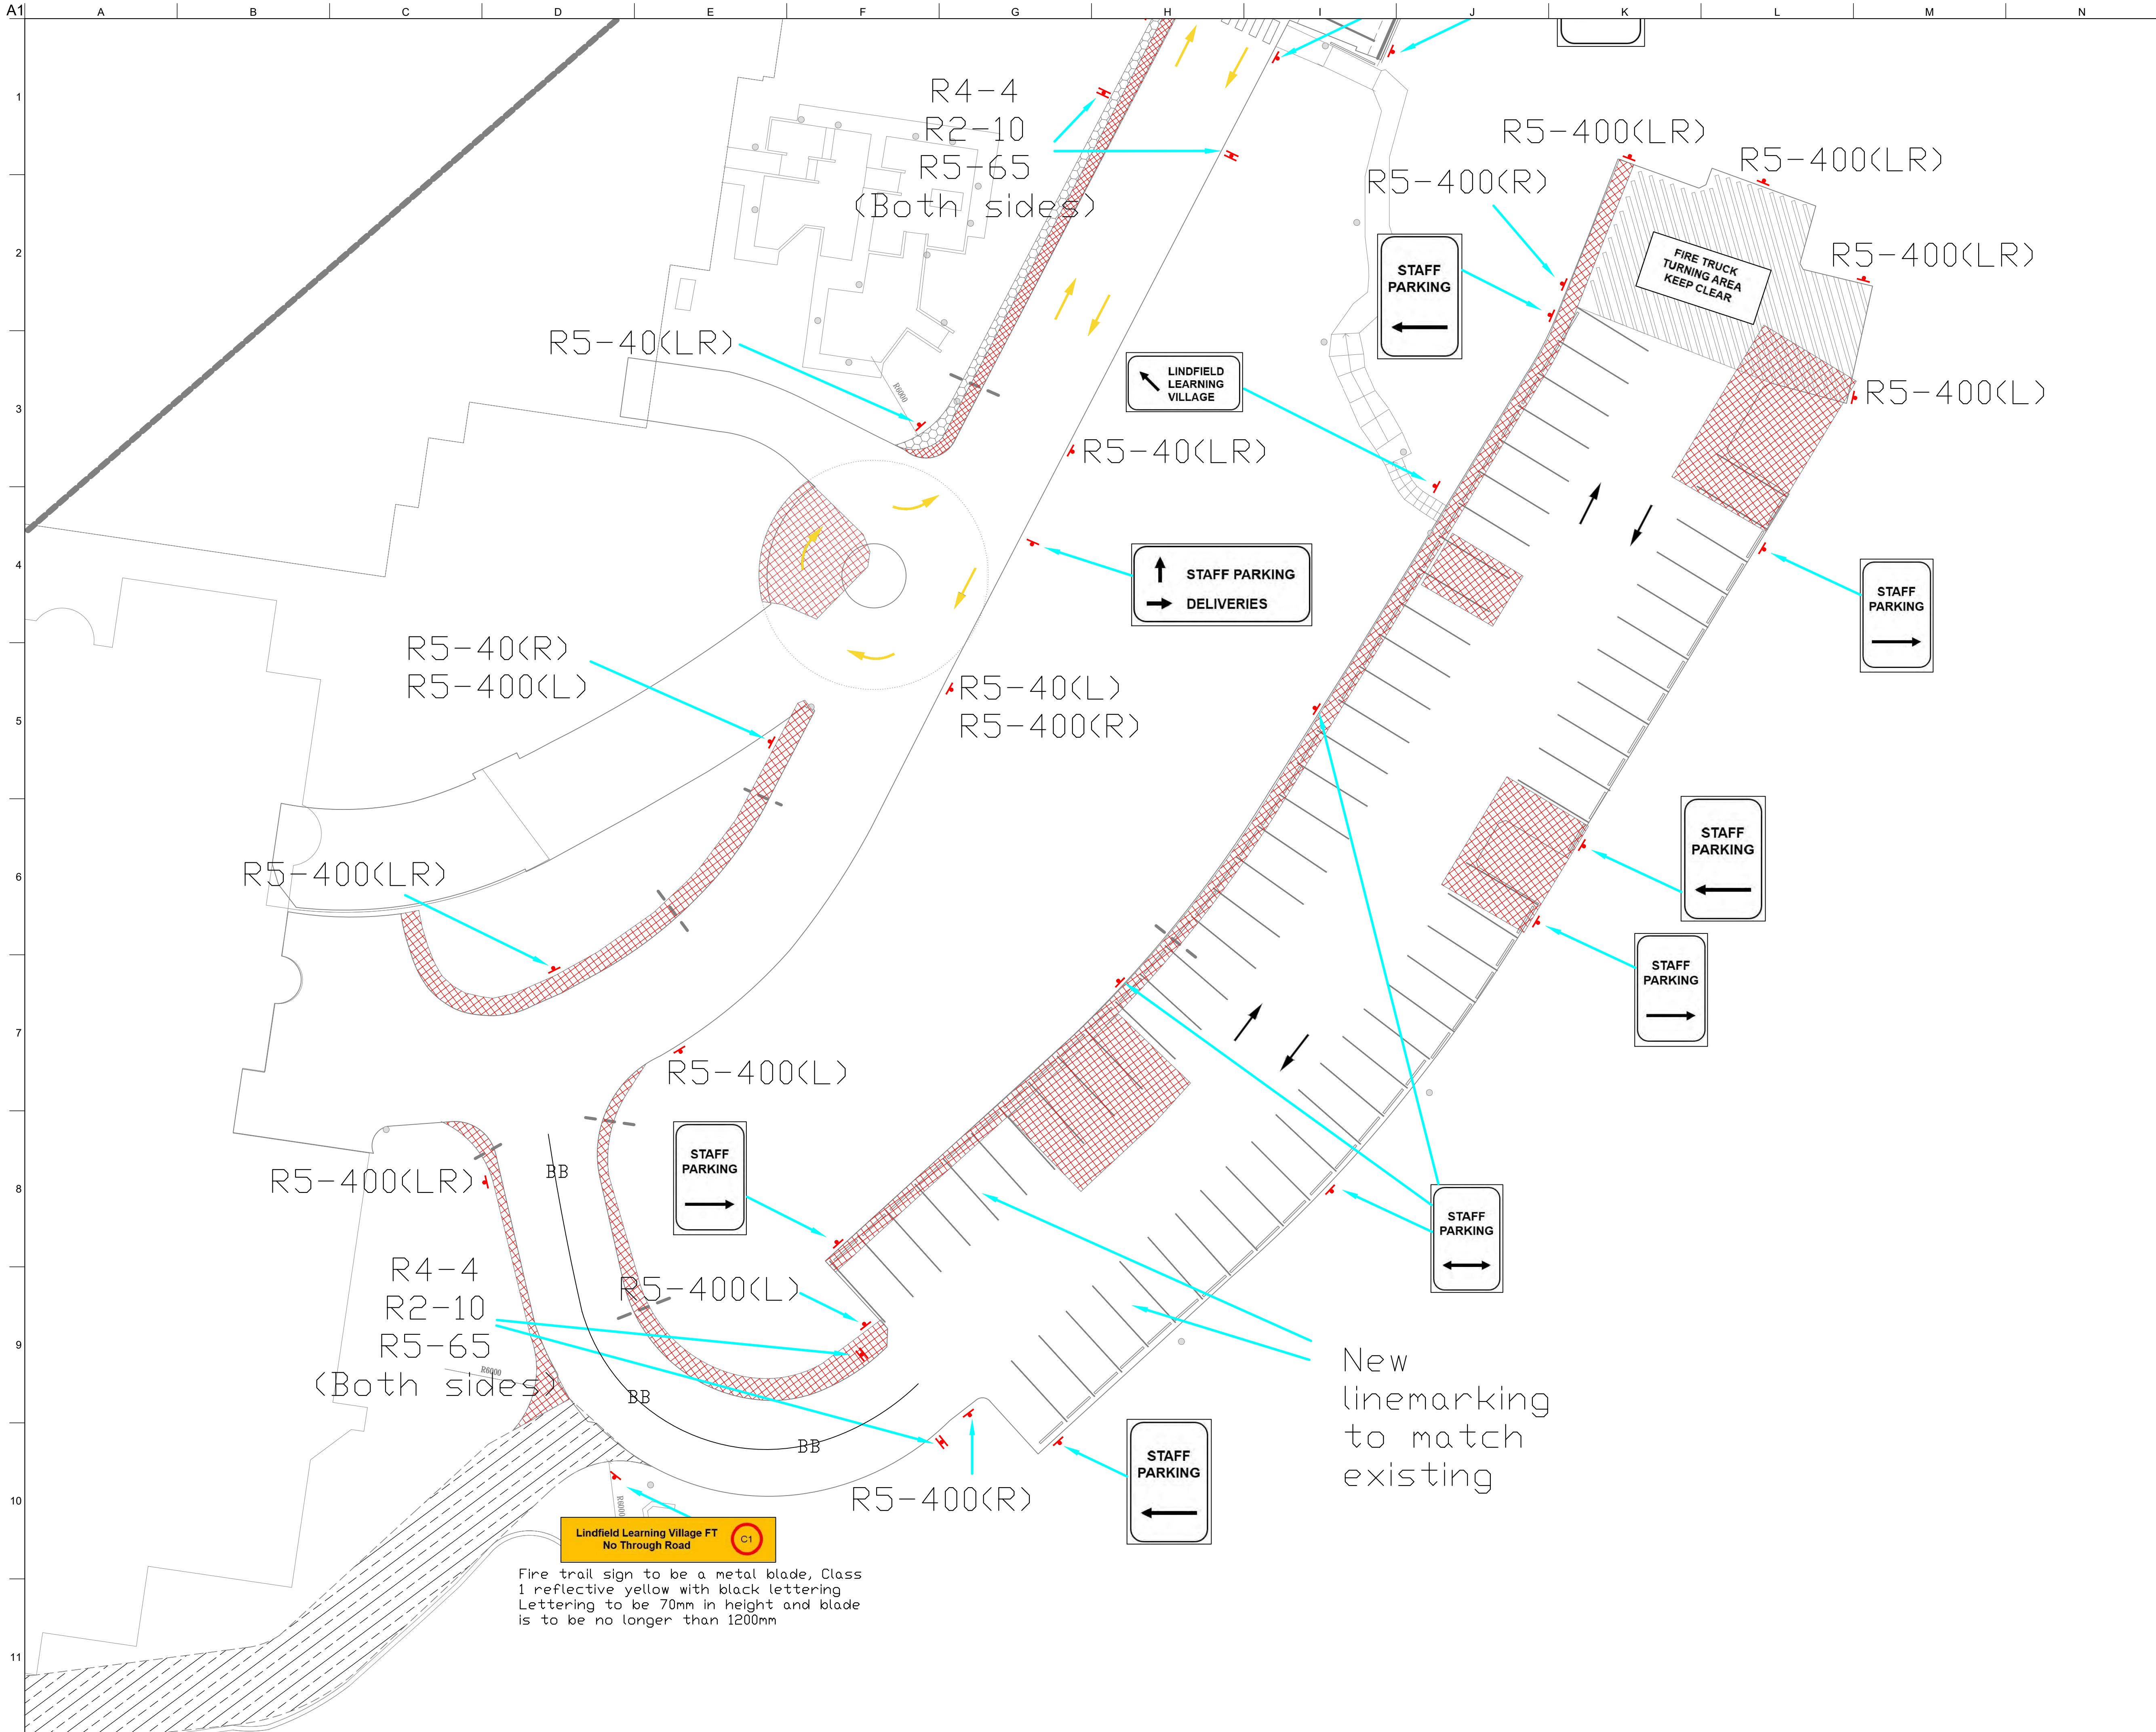 A1
A B C D E F G H I J K L M N
1
2
3
4
5
6
7
8
9
10
11
R4-4
R2-10
R5-65
(Both sides)
R5-400(LR)
R5-400(LR)
R5-400(R)
R5-400(LR)
FIRE TRUCK
TURNING AREA
KEEP CLEAR
STAFF
PARKING
R5-40(LR)
R6000
LINDFIELD
LEARNING
VILLAGE
R5-400(L)
R5-40(LR)
STAFF PARKING
DELIVERIES
STAFF
PARKING
R5-40(R)
R5-400(L)
R5-40(L)
R5-400(R)
STAFF
PARKING
R5-400(LR)
STAFF
PARKING
R5-400(L)
STAFF
PARKING
BB
R5-400(LR)
STAFF
PARKING
R4-4
R2-10
R5-65
(Both sides)
R6000
R5-400(L)
BB
BB
New
linemarking
to match
existing
STAFF
PARKING
R5-400(R)
R6000
Lindfield Learning Village FT
No Through Road
C1
Fire trail sign to be a metal blade, Class
1 reflective yellow with black lettering
Lettering to be 70mm in height and blade
is to be no longer than 1200mm